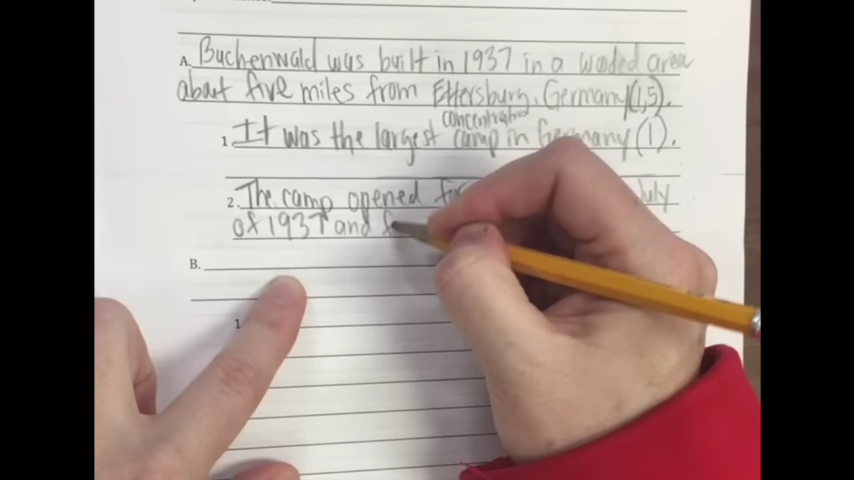 A. Buchenwald was built in 1937 in a wooded area
about five miles from Ettersburg, Germany (1,5).
concentration
1. It was the largest camp in Germany (1).
2. The camp opened July
of 1937 and
B.
1